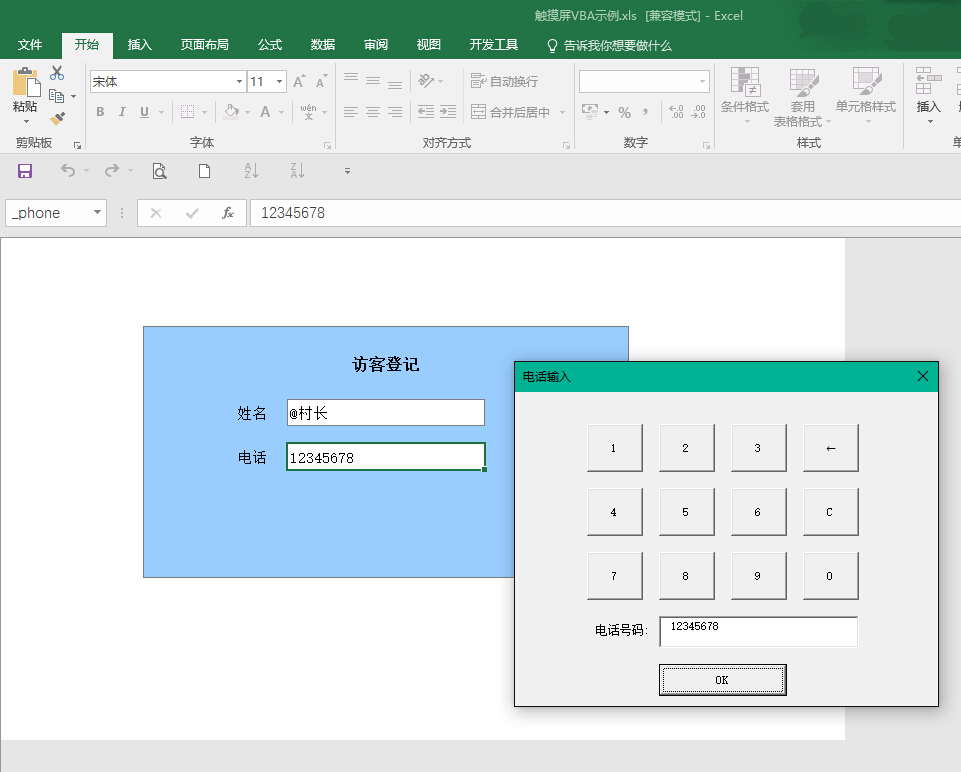 触摸屏VBA示例.xls [兼容模式] - Excel
文件 开始 插入 页面布局 公式 数据 审阅 视图 开发工具 告诉我你想要做什么
宋体 11 A A 自动换行
粘贴 条件格式 套用 单元格样式 插入
表格格式
B I U A wén 文 合并后居中 % , .00
剪贴板 字体 对齐方式 数字 样式 单
_phone fx 12345678
访客登记
姓名 @村长
电话 12345678
电话输入
1 2 3 ←
4 5 6 C
7 8 9 0
电话号码: 12345678
OK